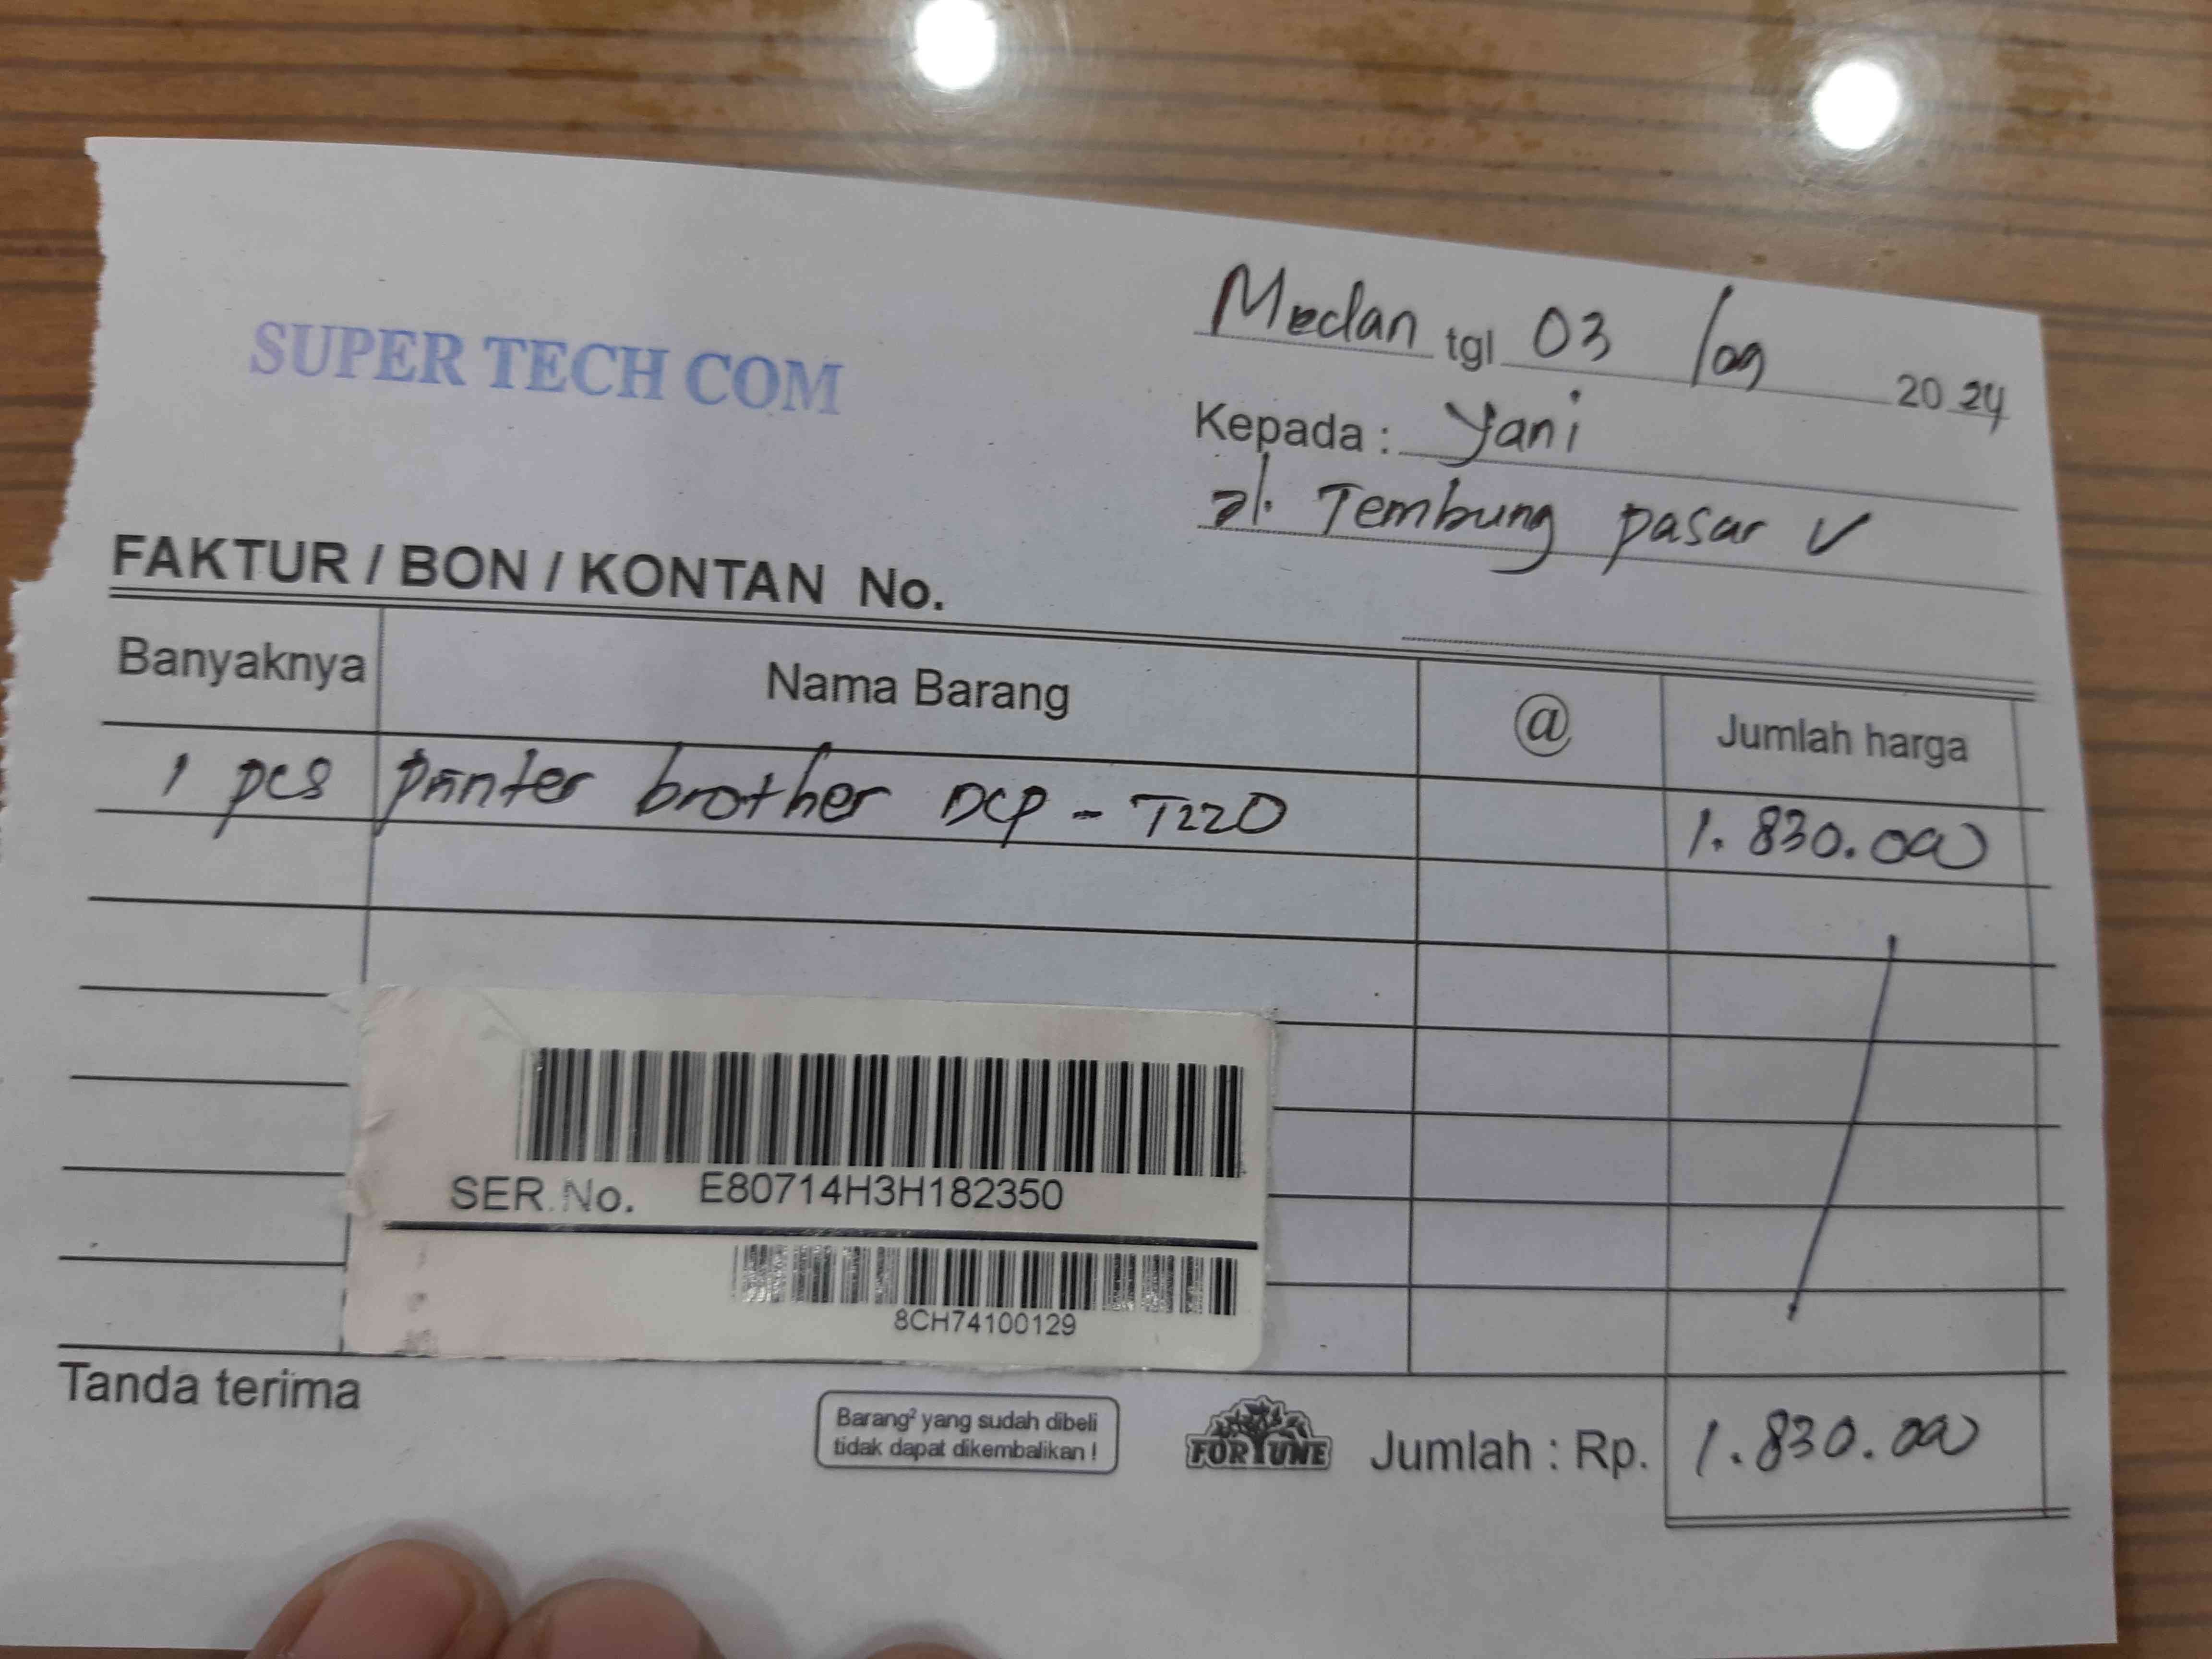 SUPER TECH COM
Medan tgl 03 /09 2024
Kepada : Yani
Jl. Tembung pasar V
FAKTUR / BON / KONTAN No.
Banyaknya Nama Barang @ Jumlah harga
1 pcs printer brother DCP - T220 1.830.000
SER.No. E80714H3H182350
8CH74100129
Tanda terima
Barang² yang sudah dibeli
tidak dapat dikembalikan !
FORTUNE
Jumlah : Rp. 1.830.000